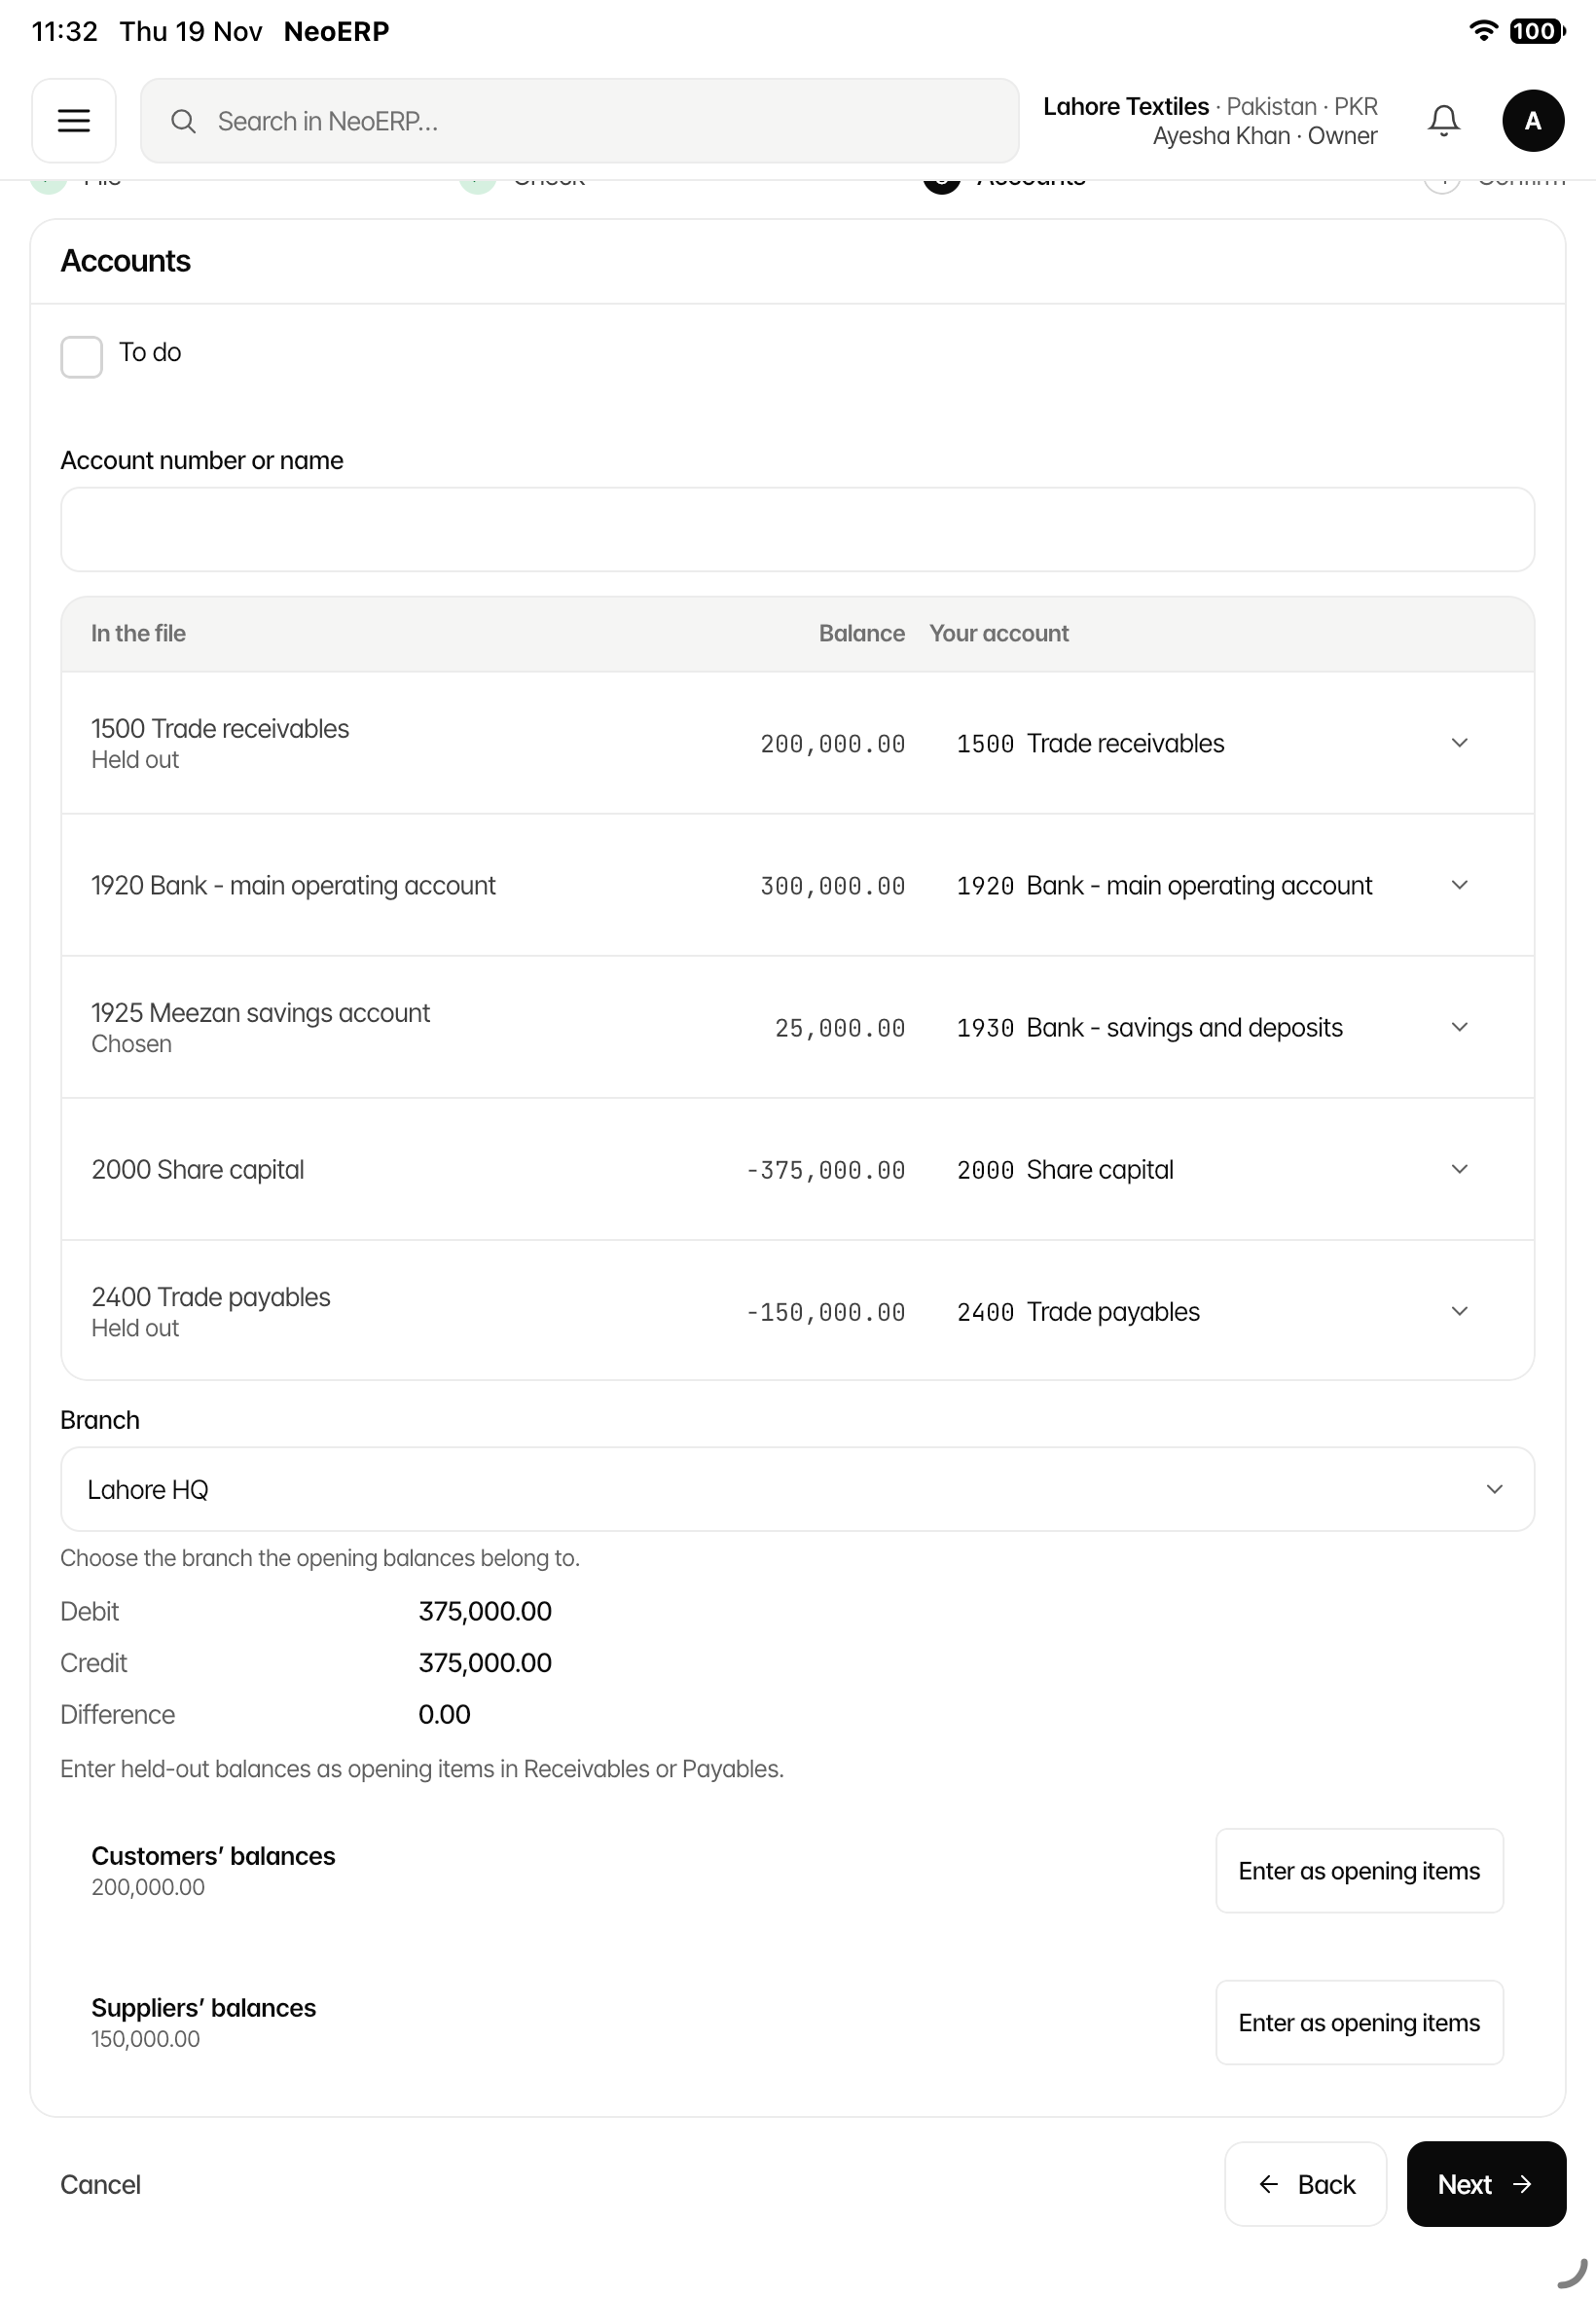 11:32 Thu 19 Nov NeoERP 100
Search in NeoERP...
Lahore Textiles · Pakistan · PKR
Ayesha Khan · Owner
A
File Check Accounts Confirm
Accounts
To do
Account number or name
In the file Balance Your account
1500 Trade receivables
Held out
200,000.00 1500 Trade receivables
1920 Bank - main operating account 300,000.00 1920 Bank - main operating account
1925 Meezan savings account
Chosen
25,000.00 1930 Bank - savings and deposits
2000 Share capital -375,000.00 2000 Share capital
2400 Trade payables
Held out
-150,000.00 2400 Trade payables
Branch
Lahore HQ
Choose the branch the opening balances belong to.
Debit 375,000.00
Credit 375,000.00
Difference 0.00
Enter held-out balances as opening items in Receivables or Payables.
Customers’ balances
200,000.00
Enter as opening items
Suppliers’ balances
150,000.00
Enter as opening items
Cancel Back Next